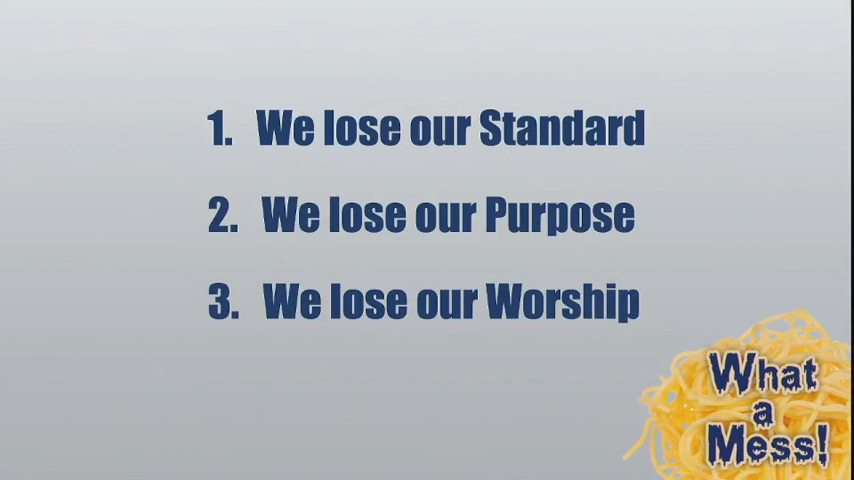 1. We lose our Standard
2. We lose our Purpose
3. We lose our Worship
What
a
Mess!